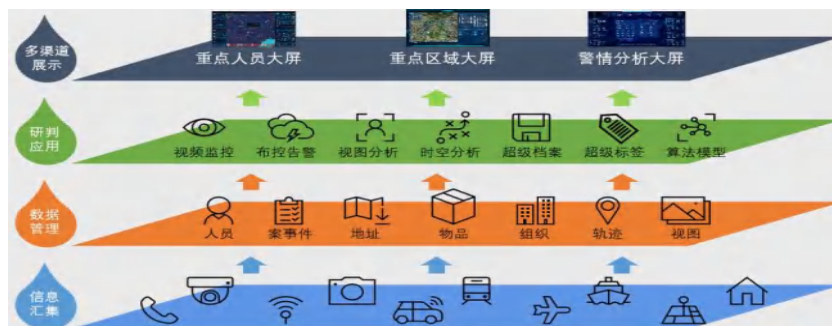 多渠道
展示
重点人员大屏 重点区域大屏 警情分析大屏
研判
应用
视频监控 布控告警 视图分析 时空分析 超级档案 超级标签 算法模型
数据
管理
人员 案事件 地址 物品 组织 轨迹 视图
信息
汇集